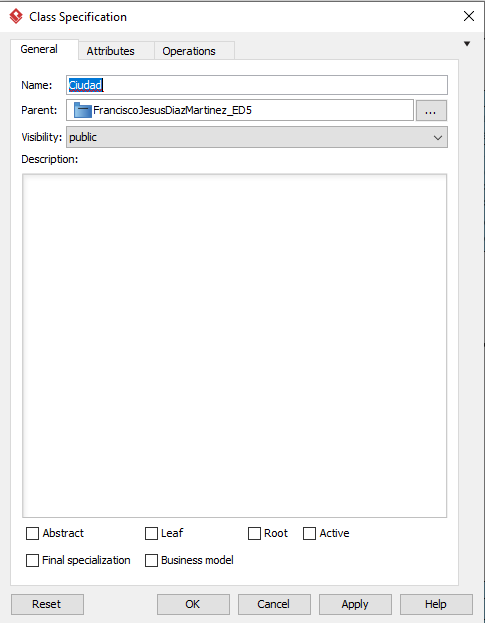 Class Specification
General Attributes Operations
Name: Ciudad
Parent: FranciscoJesusDiazMartinez_ED5 ...
Visibility: public
Description:
Abstract Leaf Root Active
Final specialization Business model
Reset OK Cancel Apply Help